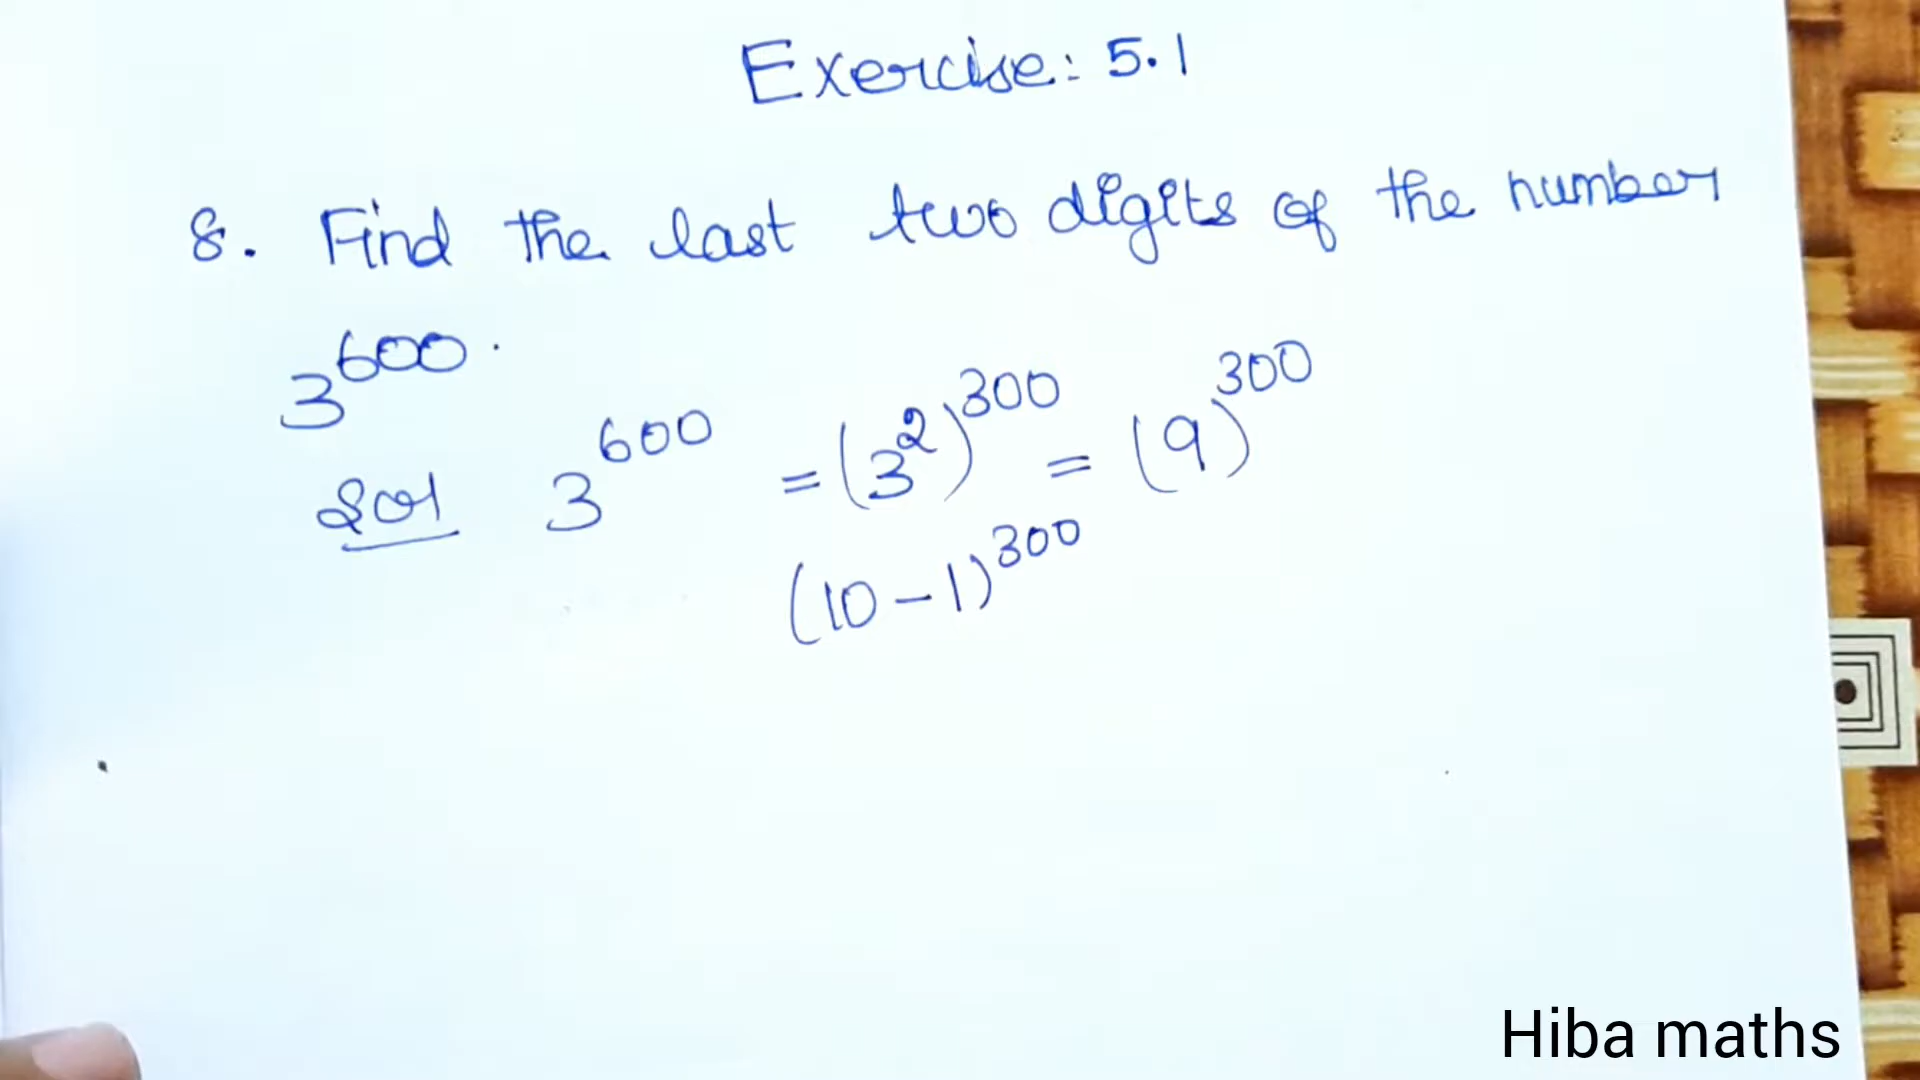 Exercise: 5.1
8. Find the last two digits of the number
3^600.
Sol 3^600 = (3^2)^300 = (9)^300
(10-1)^300
Hiba maths